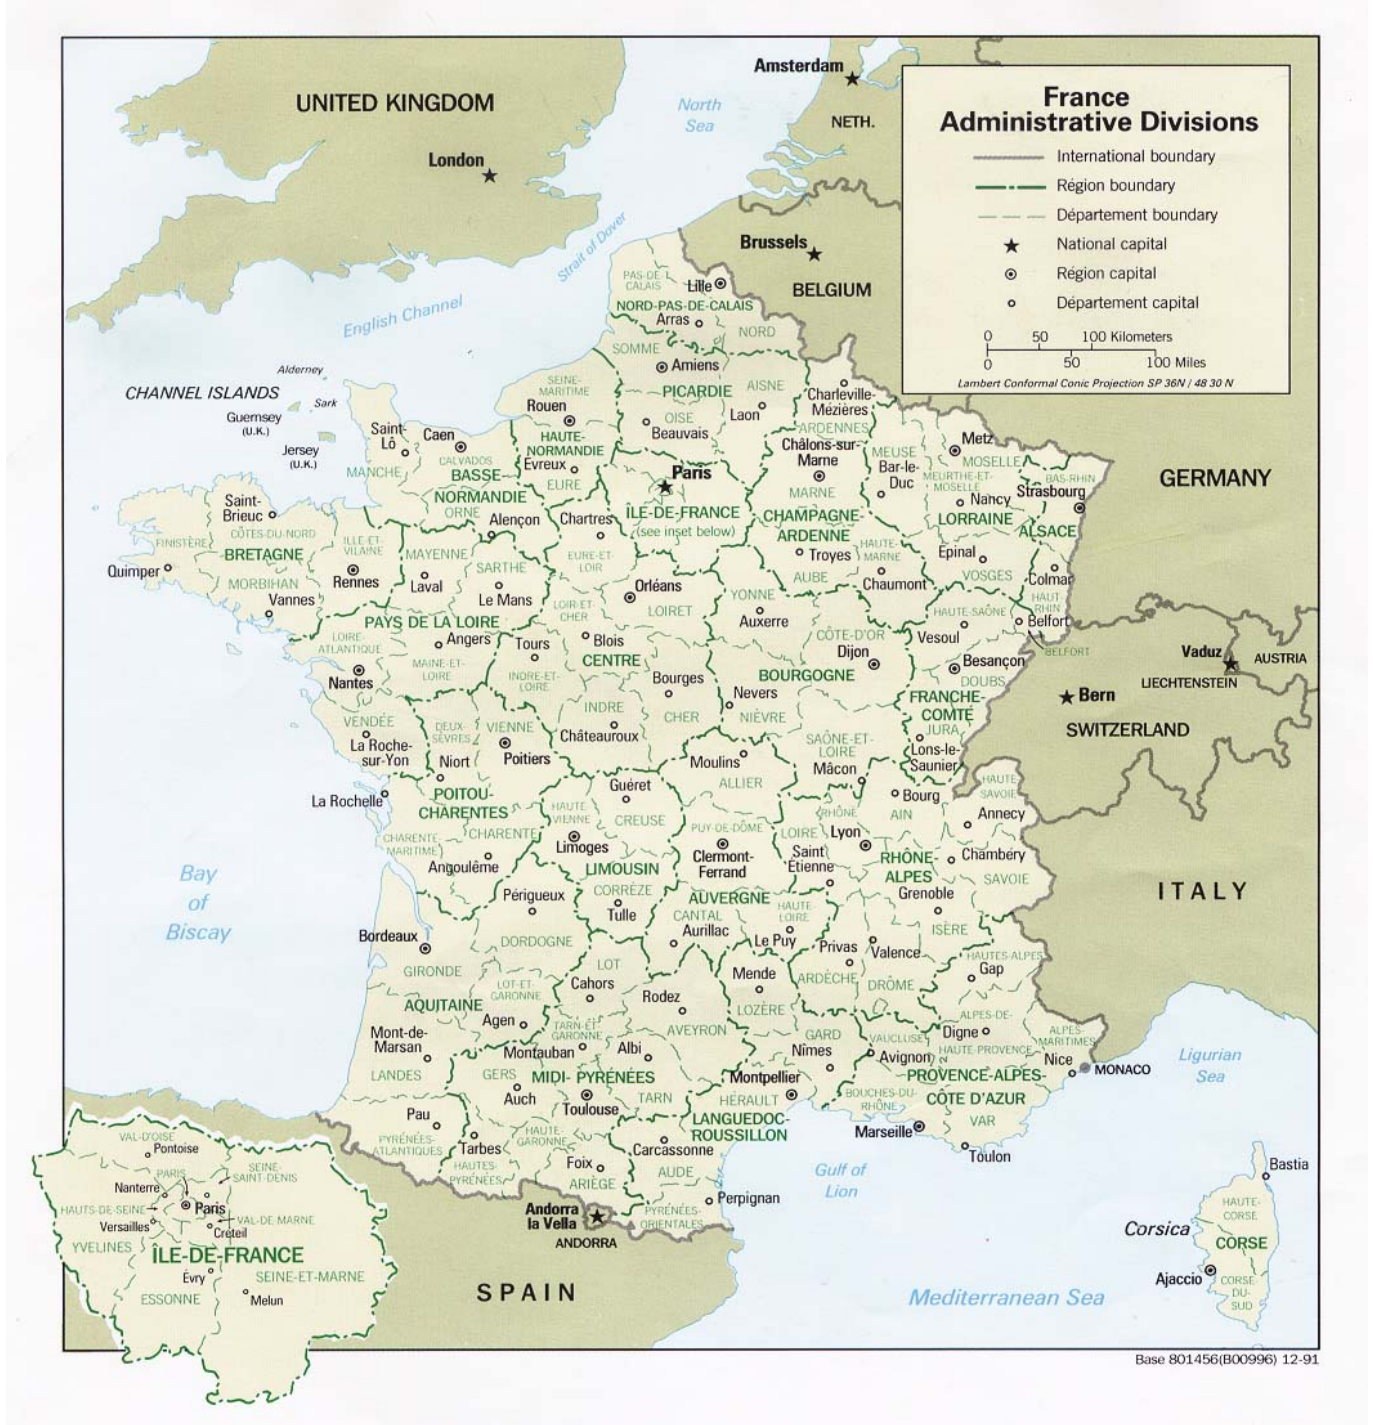 Amsterdam
UNITED KINGDOM
North
Sea
NETH.
London
France
Administrative Divisions
International boundary
Région boundary
Département boundary
National capital
Région capital
Département capital
0 50 100 Kilometers
0 50 100 Miles
Lambert Conformal Conic Projection SP 36N / 48 30 N
Strait of Dover
Brussels
BELGIUM
English Channel
PAS-DE-
CALAIS
Lille
NORD-PAS-DE-CALAIS
Arras
NORD
SOMME
Amiens
Alderney
CHANNEL ISLANDS
Sark
Guernsey
(U.K.)
Jersey
(U.K.)
SEINE-
MARITIME
Rouen
PICARDIE
AISNE
OISE
Laon
Beauvais
Charleville-
Mézières
ARDENNES
Saint-
Lô
Caen
CALVADOS
MANCHE
BASSE-
NORMANDIE
ORNE
HAUTE-
NORMANDIE
Evreux
EURE
Paris
Châlons-sur-
Marne
MARNE
MEUSE
Bar-le-
Duc
Metz
MOSELLE
MEURTHE-ET-
MOSELLE
Nancy
BAS-RHIN
Strasbourg
GERMANY
Saint-
Brieuc
CÔTES-DU-NORD
FINISTÈRE
BRETAGNE
ILLE-ET-
VILAINE
Quimper
MORBIHAN
Rennes
Vannes
Alençon
MAYENNE
SARTHE
Laval
Le Mans
Chartres
EURE-ET-
LOIR
ÎLE-DE-FRANCE
(see inset below)
CHAMPAGNE-
ARDENNE
Troyes
HAUTE-
MARNE
AUBE
Chaumont
LORRAINE
ALSACE
Epinal
VOSGES
Colmar
HAUT-
RHIN
Belfort
BELFORT
Orléans
LOIRET
LOIR-ET-
CHER
YONNE
Auxerre
HAUTE-SAÔNE
Vesoul
PAYS DE LA LOIRE
LOIRE-
ATLANTIQUE
Angers
Tours
Blois
CENTRE
CÔTE-D'OR
Dijon
Besançon
DOUBS
Vaduz
AUSTRIA
LIECHTENSTEIN
Bern
SWITZERLAND
Nantes
MAINE-ET-
LOIRE
INDRE-ET-
LOIRE
Bourges
BOURGOGNE
Nevers
NIÈVRE
FRANCHE-
COMTÉ
JURA
Lons-le-
Saunier
VENDÉE
La Roche-
sur-Yon
DEUX-
SÈVRES
VIENNE
Poitiers
INDRE
CHER
Châteauroux
SAÔNE-ET-
LOIRE
Mâcon
Niort
Moulins
ALLIER
La Rochelle
POITOU-
CHARENTES
Guéret
HAUTE
VIENNE
CREUSE
Bourg
AIN
HAUTE
SAVOIE
Annecy
CHARENTE-
MARITIME
CHARENTE
Angoulême
Limoges
LIMOUSIN
PUY-DE-DÔME
Clermont-
Ferrand
RHÔNE
LOIRE
Lyon
Saint
Étienne
RHÔNE-
ALPES
Chambéry
SAVOIE
Grenoble
ISÈRE
ITALY
Bay
of
Biscay
Périgueux
CORRÈZE
Tulle
AUVERGNE
CANTAL
Aurillac
HAUTE
LOIRE
Le Puy
Privas
Valence
Bordeaux
DORDOGNE
GIRONDE
LOT
Cahors
Mende
ARDÈCHE
DRÔME
HAUTES-ALPES
Gap
AQUITAINE
LOT-ET-
GARONNE
Agen
Rodez
LOZÈRE
AVEYRON
Mont-de-
Marsan
TARN-ET-
GARONNE
Montauban
Albi
GARD
Nîmes
VAUCLUSE
Avignon
ALPES-DE-
Digne
HAUTE-PROVENCE
ALPES-
MARITIMES
Nice
MONACO
Ligurian
Sea
LANDES
GERS
Auch
MIDI-PYRÉNÉES
Toulouse
TARN
Montpellier
HÉRAULT
LANGUEDOC-
ROUSSILLON
BOUCHES-DU-
RHÔNE
PROVENCE-ALPES-
CÔTE D'AZUR
VAR
Marseille
Toulon
Pau
PYRÉNÉES-
ATLANTIQUES
Tarbes
HAUTES-
PYRÉNÉES
HAUTE-
GARONNE
Foix
ARIÈGE
Carcassonne
AUDE
Perpignan
PYRÉNÉES-
ORIENTALES
Gulf of
Lion
Andorra
la Vella
ANDORRA
SPAIN
Mediterranean Sea
Bastia
HAUTE-
CORSE
Corsica
CORSE
Ajaccio
CORSE
DU-
SUD
VAL-D'OISE
Pontoise
PARIS
SEINE-
SAINT-DENIS
Nanterre
HAUTS-DE-SEINE
Paris
Versailles
VAL-DE MARNE
Créteil
YVELINES
ÎLE-DE-FRANCE
Évry
SEINE-ET-MARNE
ESSONNE
Melun
Base 801456(B00996) 12-91